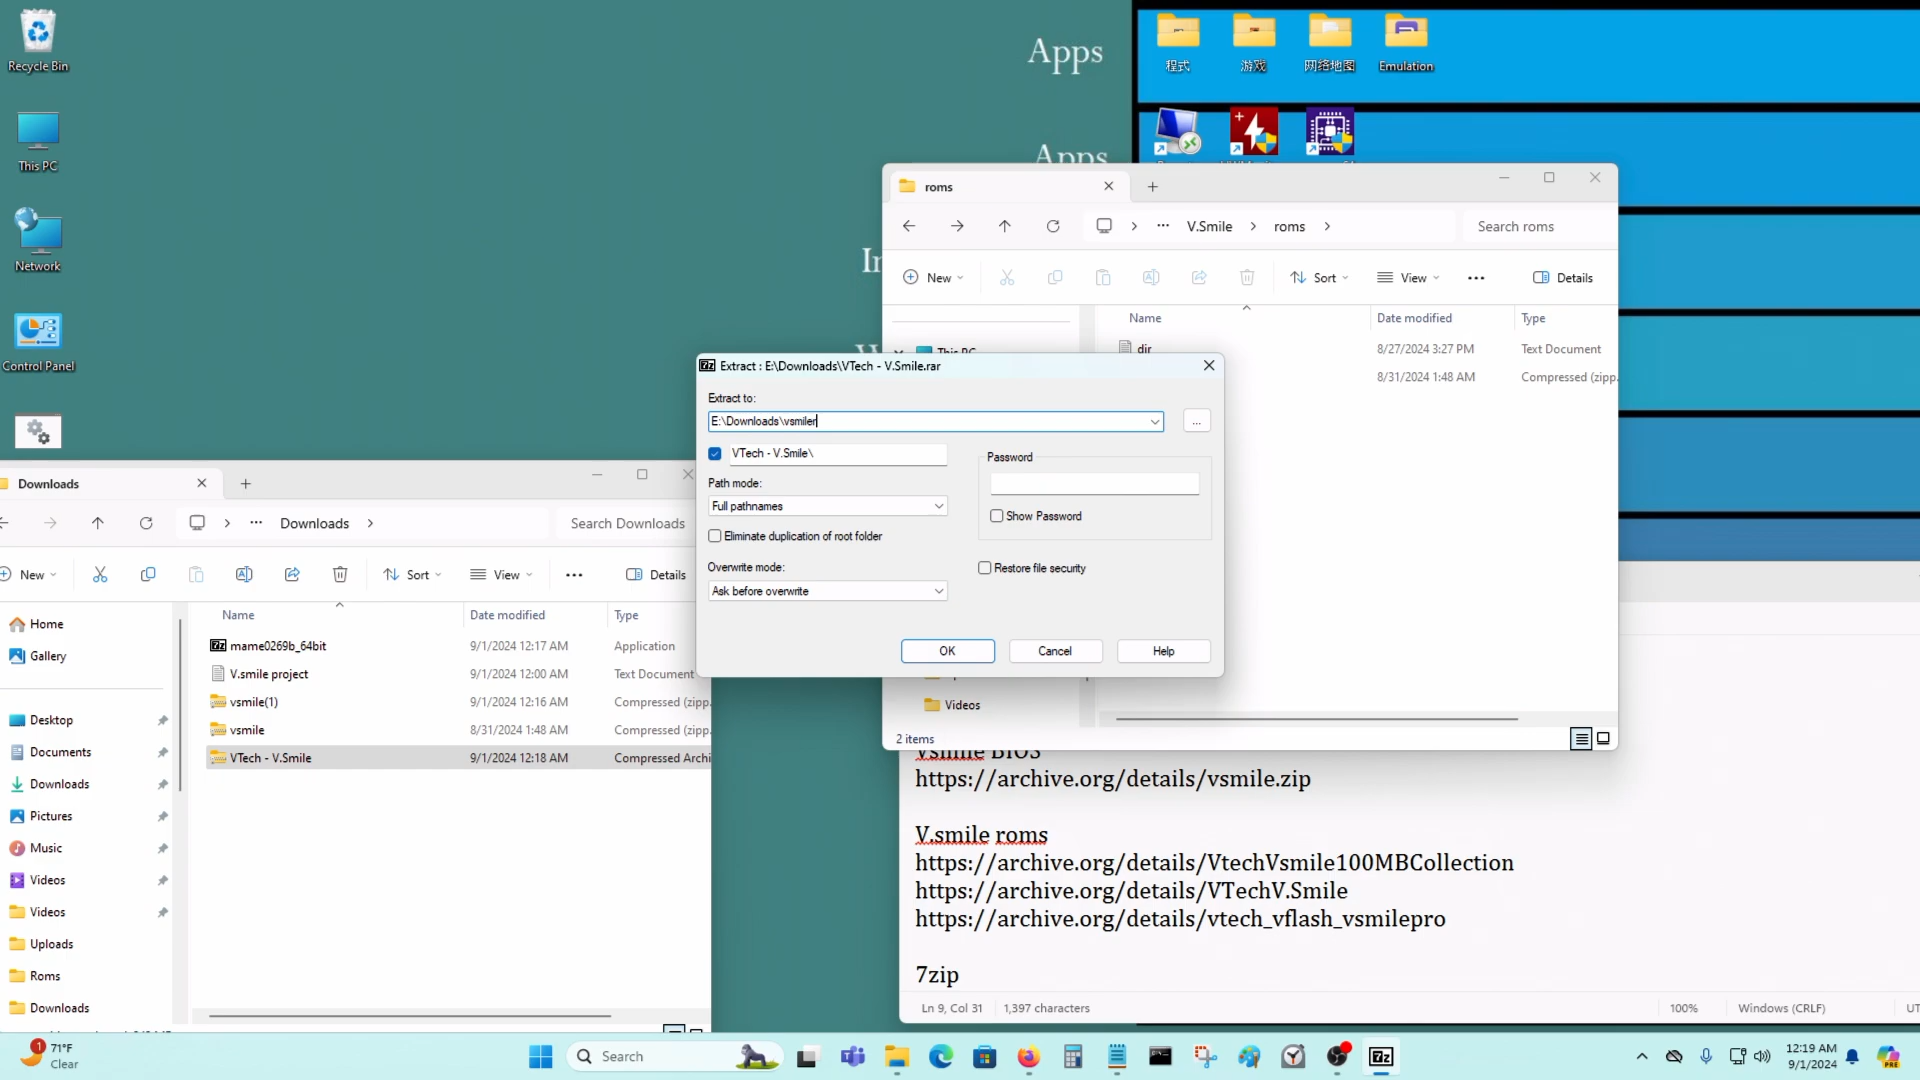 Recycle Bin
This PC
Network
Control Panel
Apps
Apps
程式
游戏
网络地图
Emulation
roms
V.Smile
roms
Search roms
New
Sort
View
Details
Name
Date modified
Type
This PC
dir
8/27/2024 3:27 PM
Text Document
8/31/2024 1:48 AM
Compressed (zipp.
Videos
2 items
Extract : E:\Downloads\VTech - V.Smile.rar
Extract to:
E:\Downloads\vsmiler
...
VTech - V.Smile\
Password
Path mode:
Full pathnames
Show Password
Eliminate duplication of root folder
Overwrite mode:
Restore file security
Ask before overwrite
OK
Cancel
Help
Downloads
Downloads
Search Downloads
New
Sort
View
Details
Home
Gallery
Desktop
Documents
Downloads
Pictures
Music
Videos
Videos
Uploads
Roms
Downloads
Name
Date modified
Type
mame0269b_64bit
9/1/2024 12:17 AM
Application
V.smile project
9/1/2024 12:00 AM
Text Document
vsmile(1)
9/1/2024 12:16 AM
Compressed (zipp.
vsmile
8/31/2024 1:48 AM
Compressed (zipp.
VTech - V.Smile
9/1/2024 12:18 AM
Compressed Archi
Vsmile BIOS
https://archive.org/details/vsmile.zip
V.smile roms
https://archive.org/details/VtechVsmile100MBCollection
https://archive.org/details/VTechV.Smile
https://archive.org/details/vtech_vflash_vsmilepro
7zip
Ln 9, Col 31
1,397 characters
100%
Windows (CRLF)
UT
1
71°F
Clear
Search
7z
12:19 AM
9/1/2024
PRE